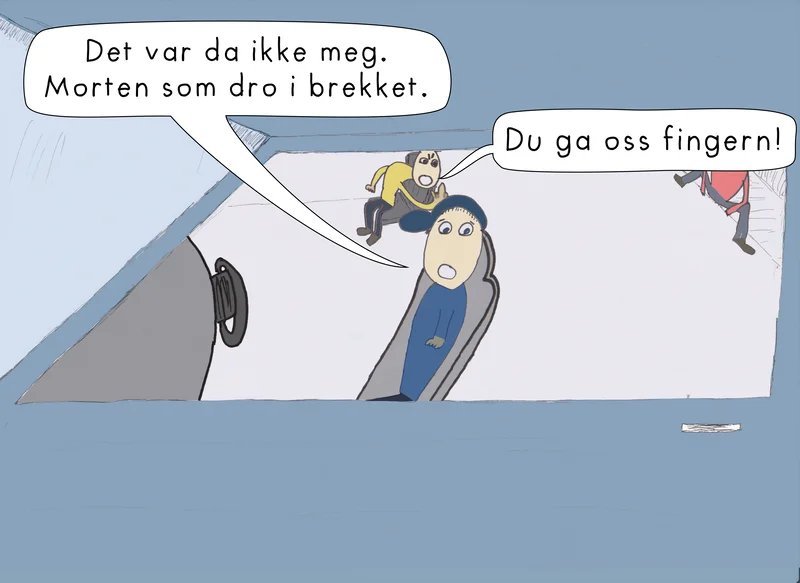 Det var da ikke meg.
Morten som dro i brekket.
Du ga oss fingern!